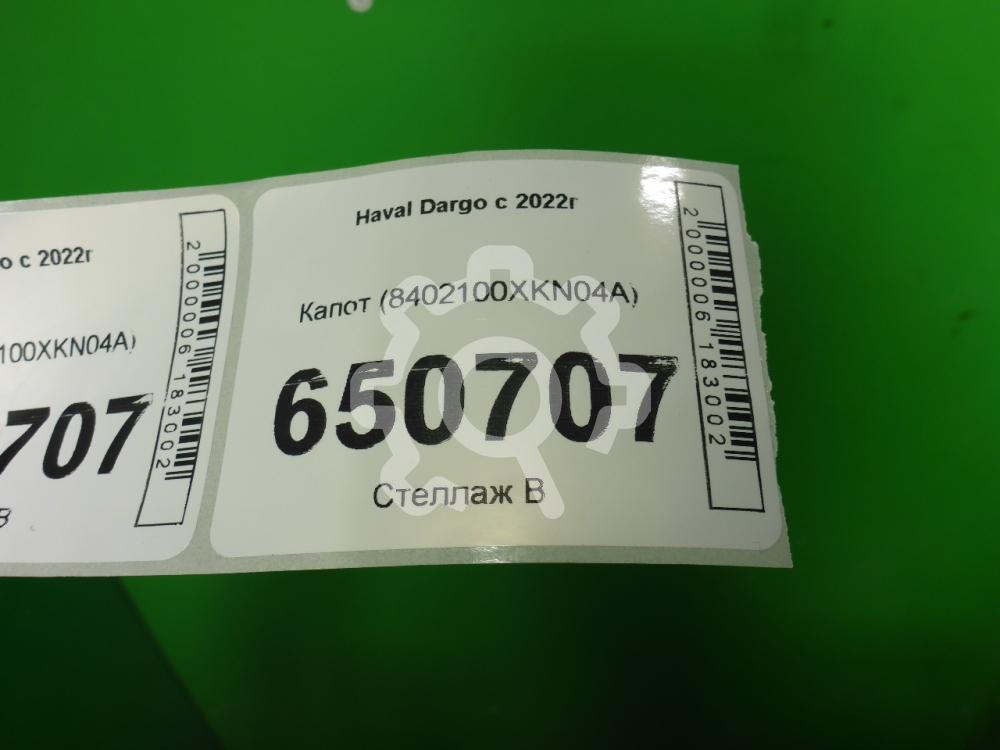 Haval Dargo с 2022г
Капот (8402100XKN04A)
650707
Стеллаж В
2000006183002
о с 2022г
100XKN04A)
707
В
2000006183002